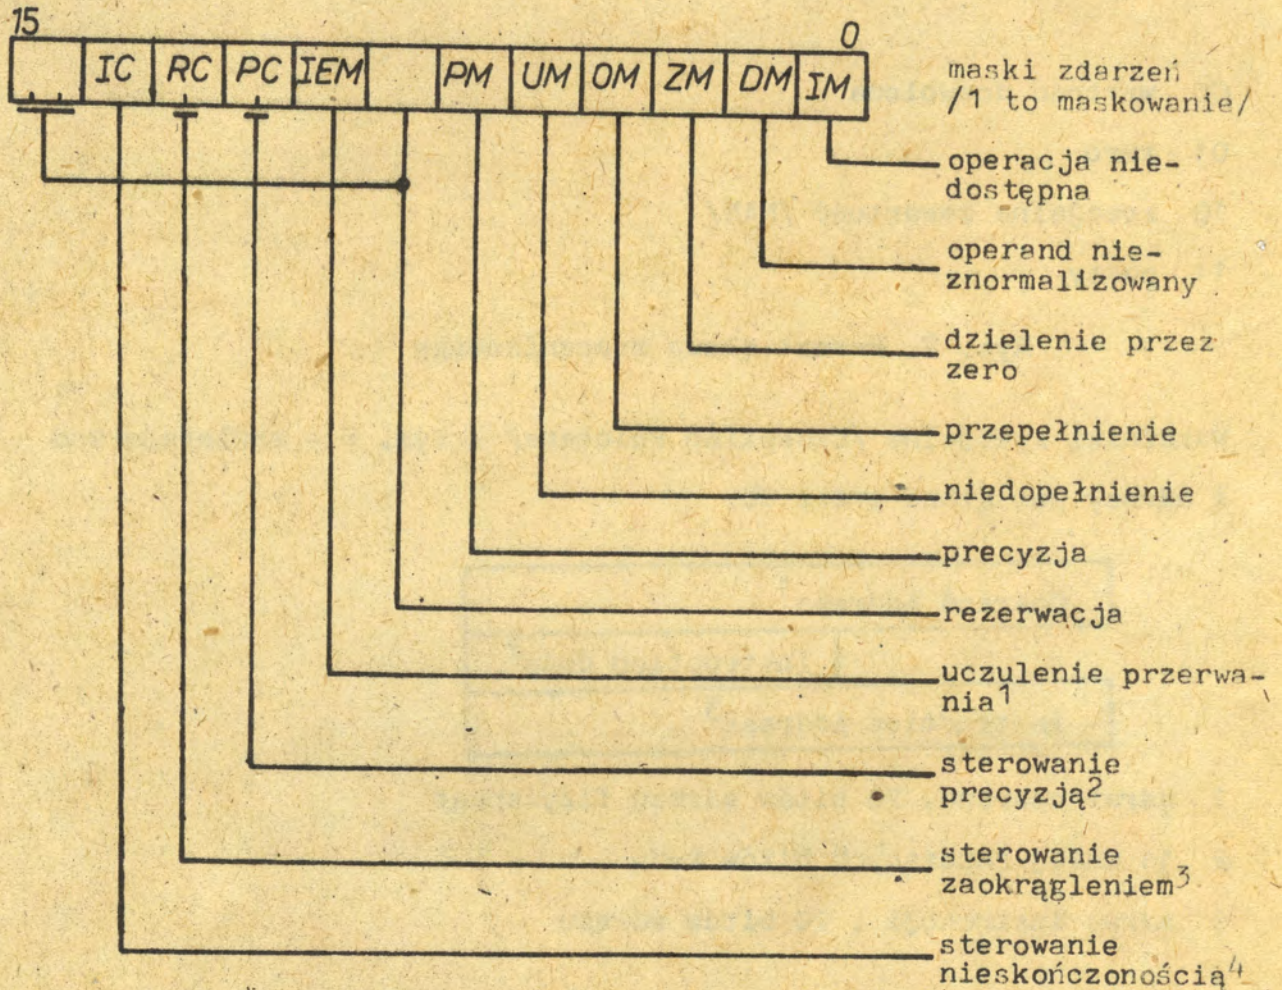 15 0
IC RC PC IEM PM UM OM ZM DM IM
maski zdarzeń
/1 to maskowanie/
operacja nie-
dostępna
operand nie-
znormalizowany
dzielenie przez
zero
przepełnienie
niedopełnienie
precyzja
rezerwacja
uczulenie przerwa-
nia1
sterowanie
precyzją2
sterowanie
zaokrągleniem3
sterowanie
nieskończonością4